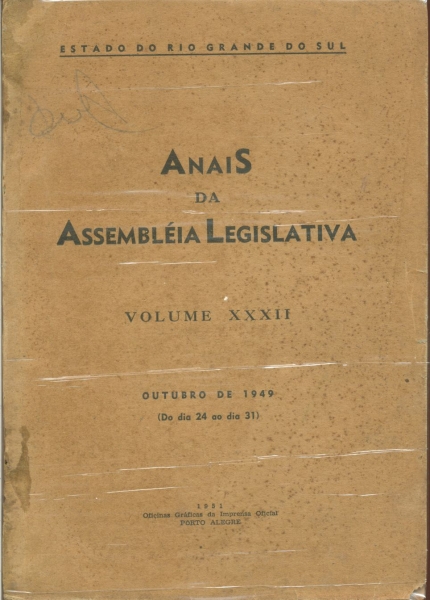 ESTADO DO RIO GRANDE DO SUL
ANAIS
DA
ASSEMBLÉIA LEGISLATIVA
VOLUME XXXII
OUTUBRO DE 1949
(Do dia 24 ao dia 31)
1951
Oficinas Gráficas da Imprensa Oficial
PÔRTO ALEGRE